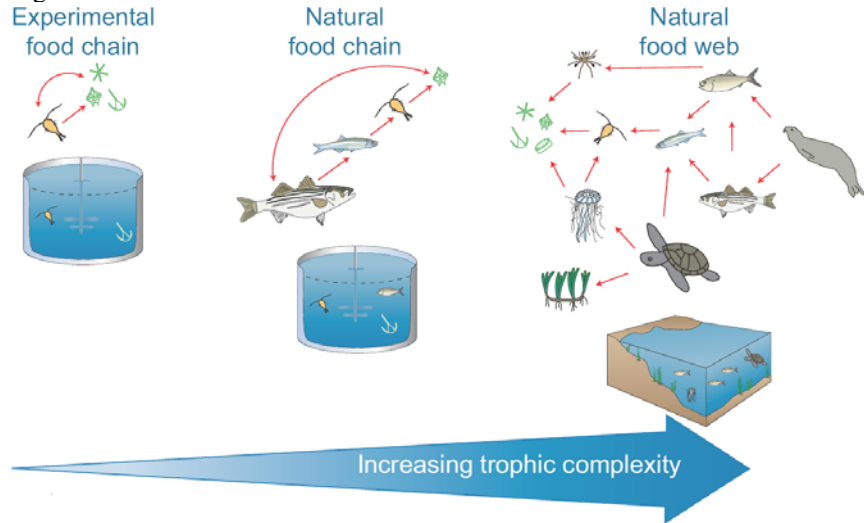 Experimental
food chain
Natural
food chain
Natural
food web
Increasing trophic complexity